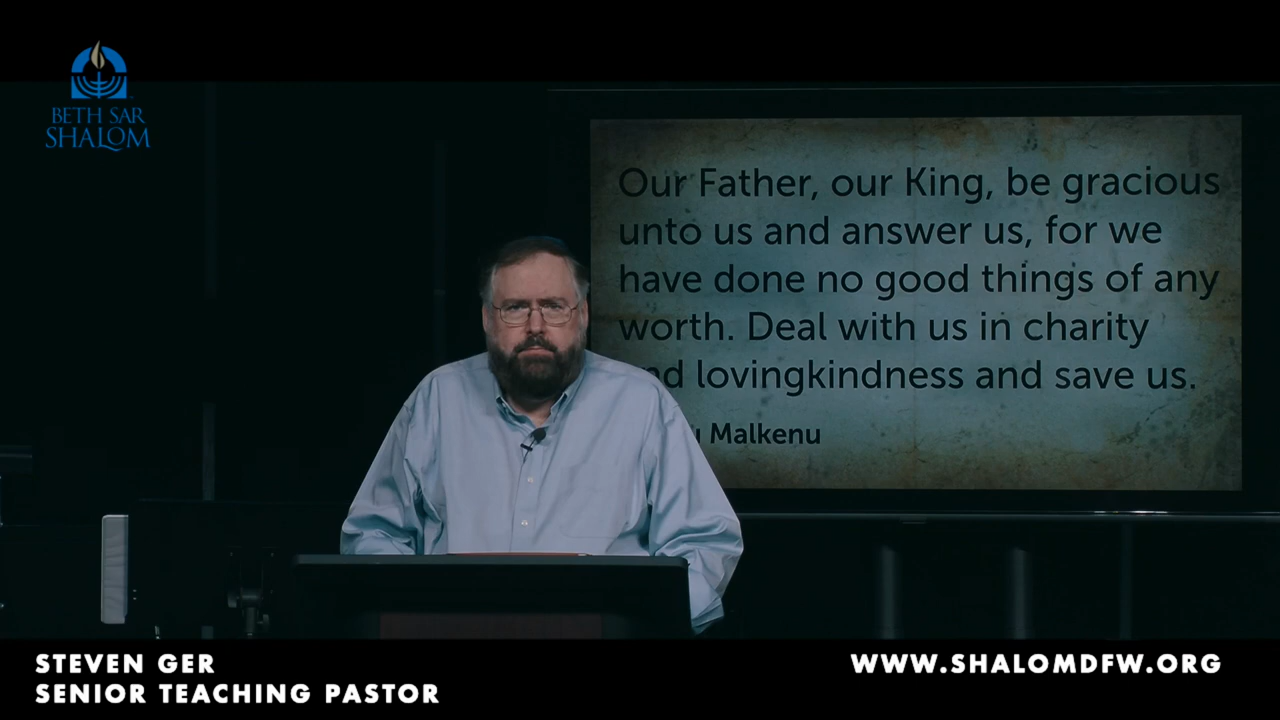 BETH SAR
SHALOM
Our Father, our King, be gracious
unto us and answer us, for we
have done no good things of any
worth. Deal with us in charity
lovingkindness and save us.
Malkenu
STEVEN GER
SENIOR TEACHING PASTOR
WWW.SHALOMDFW.ORG